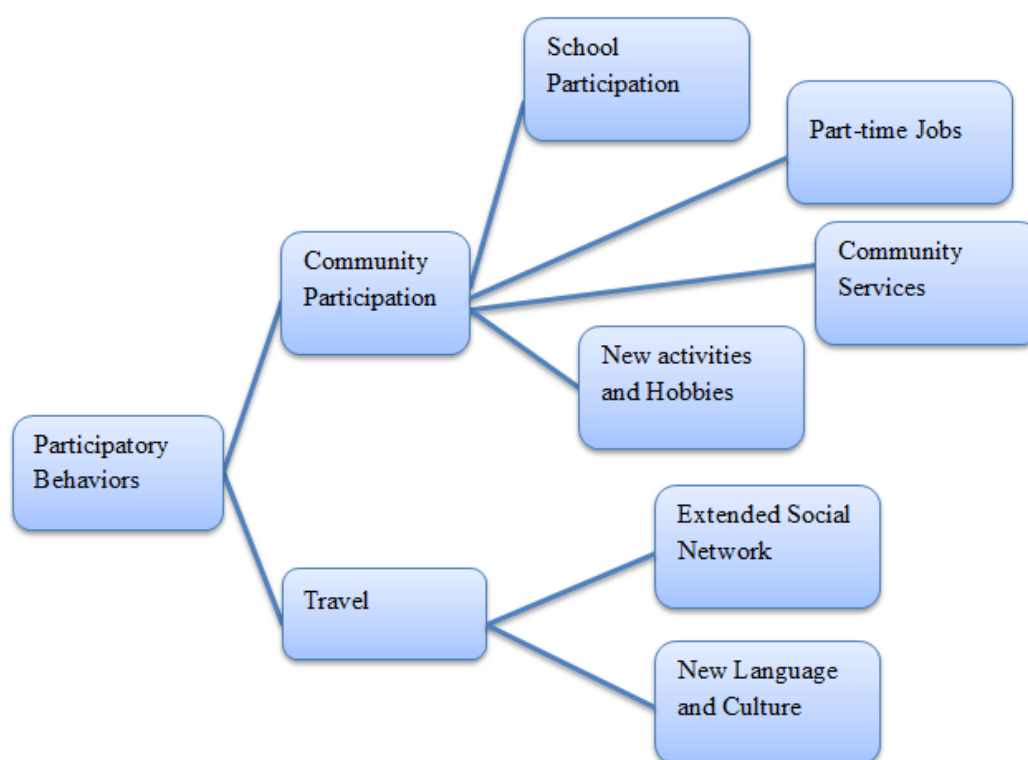 School
Participation
Part-time Jobs
Community
Services
Community
Participation
New activities
and Hobbies
Participatory
Behaviors
Extended Social
Network
Travel
New Language
and Culture